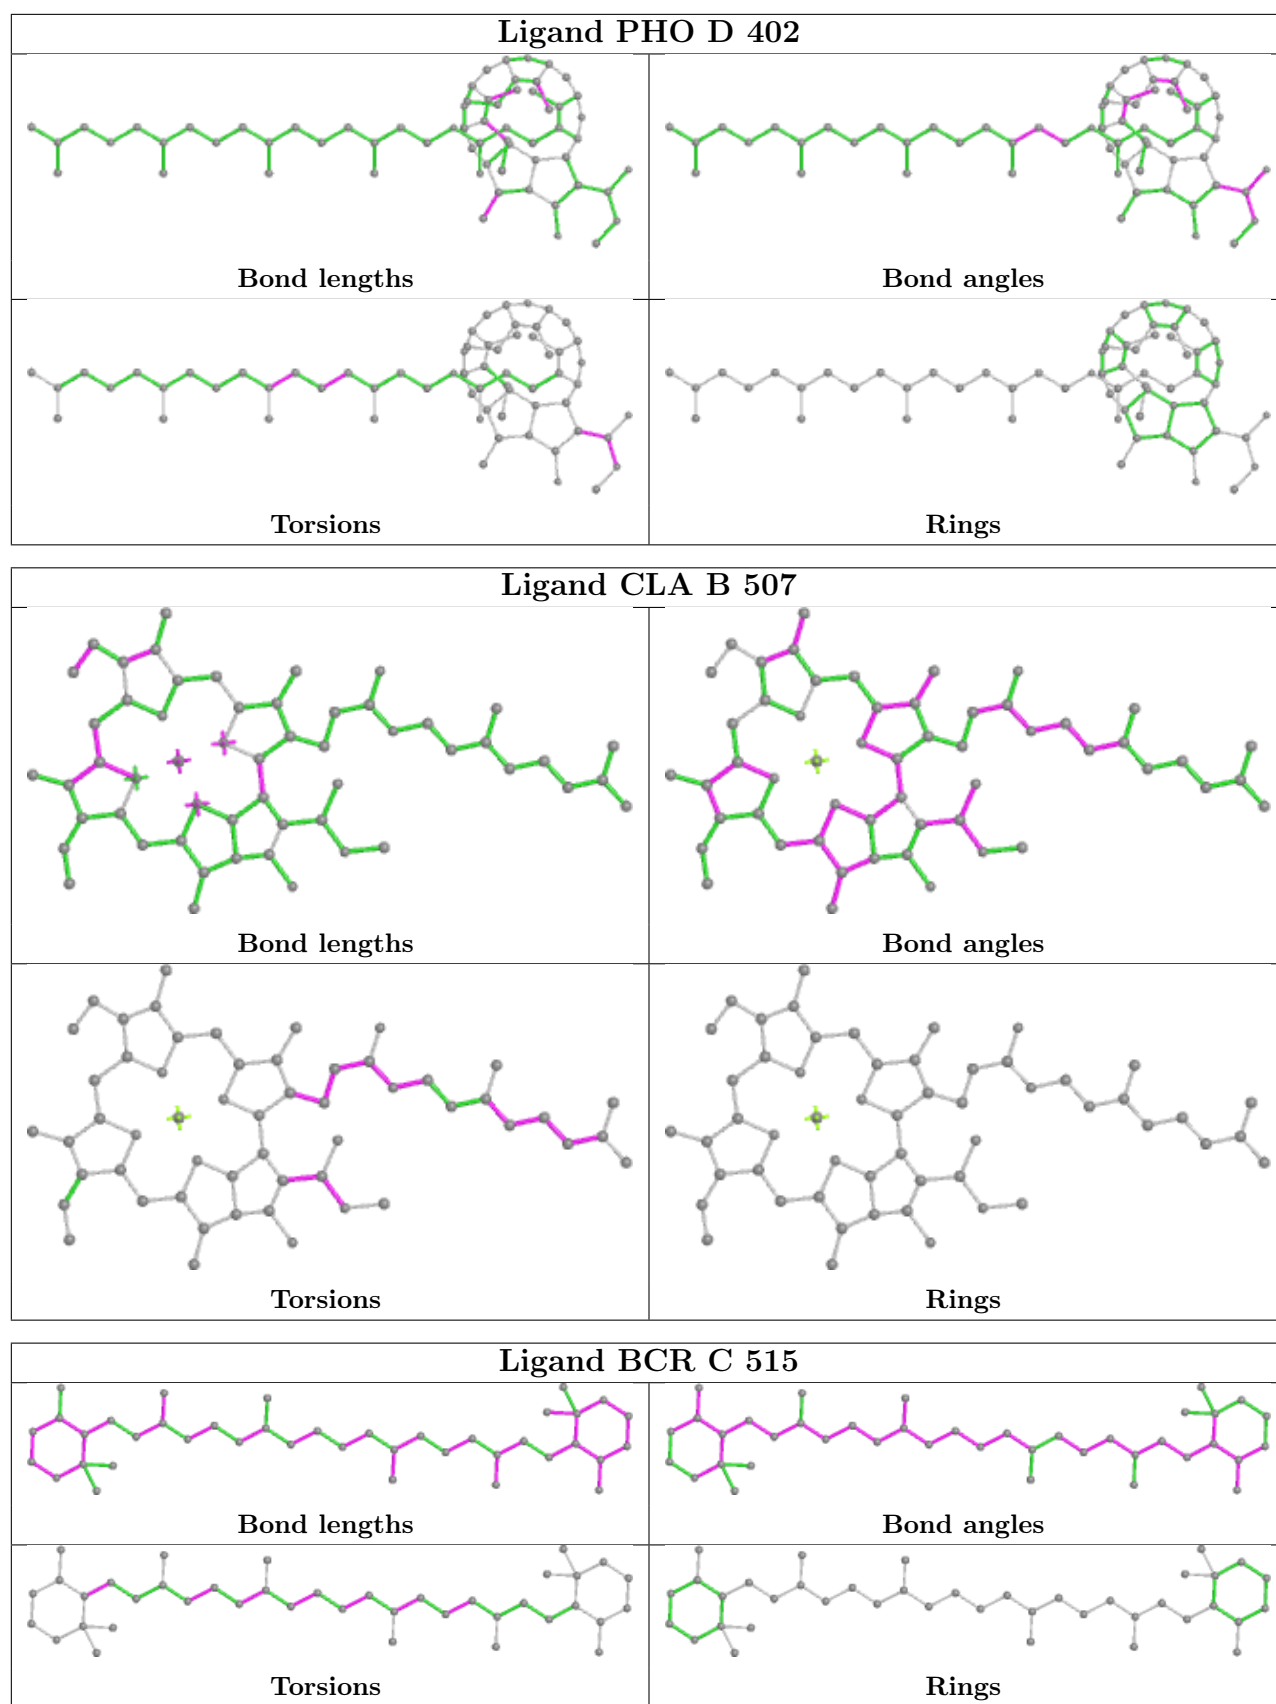 Ligand PHO D 402
Bond lengths
Bond angles
Torsions
Rings
Ligand CLA B 507
Bond lengths
Bond angles
Torsions
Rings
Ligand BCR C 515
Bond lengths
Bond angles
Torsions
Rings